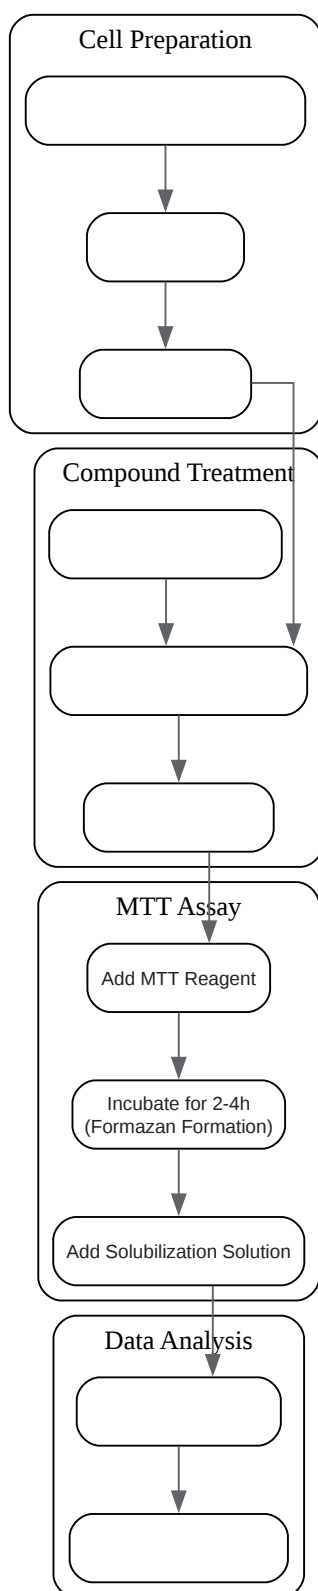 Cell Preparation
Compound Treatment
MTT Assay
Add MTT Reagent
Incubate for 2-4h
(Formazan Formation)
Add Solubilization Solution
Data Analysis